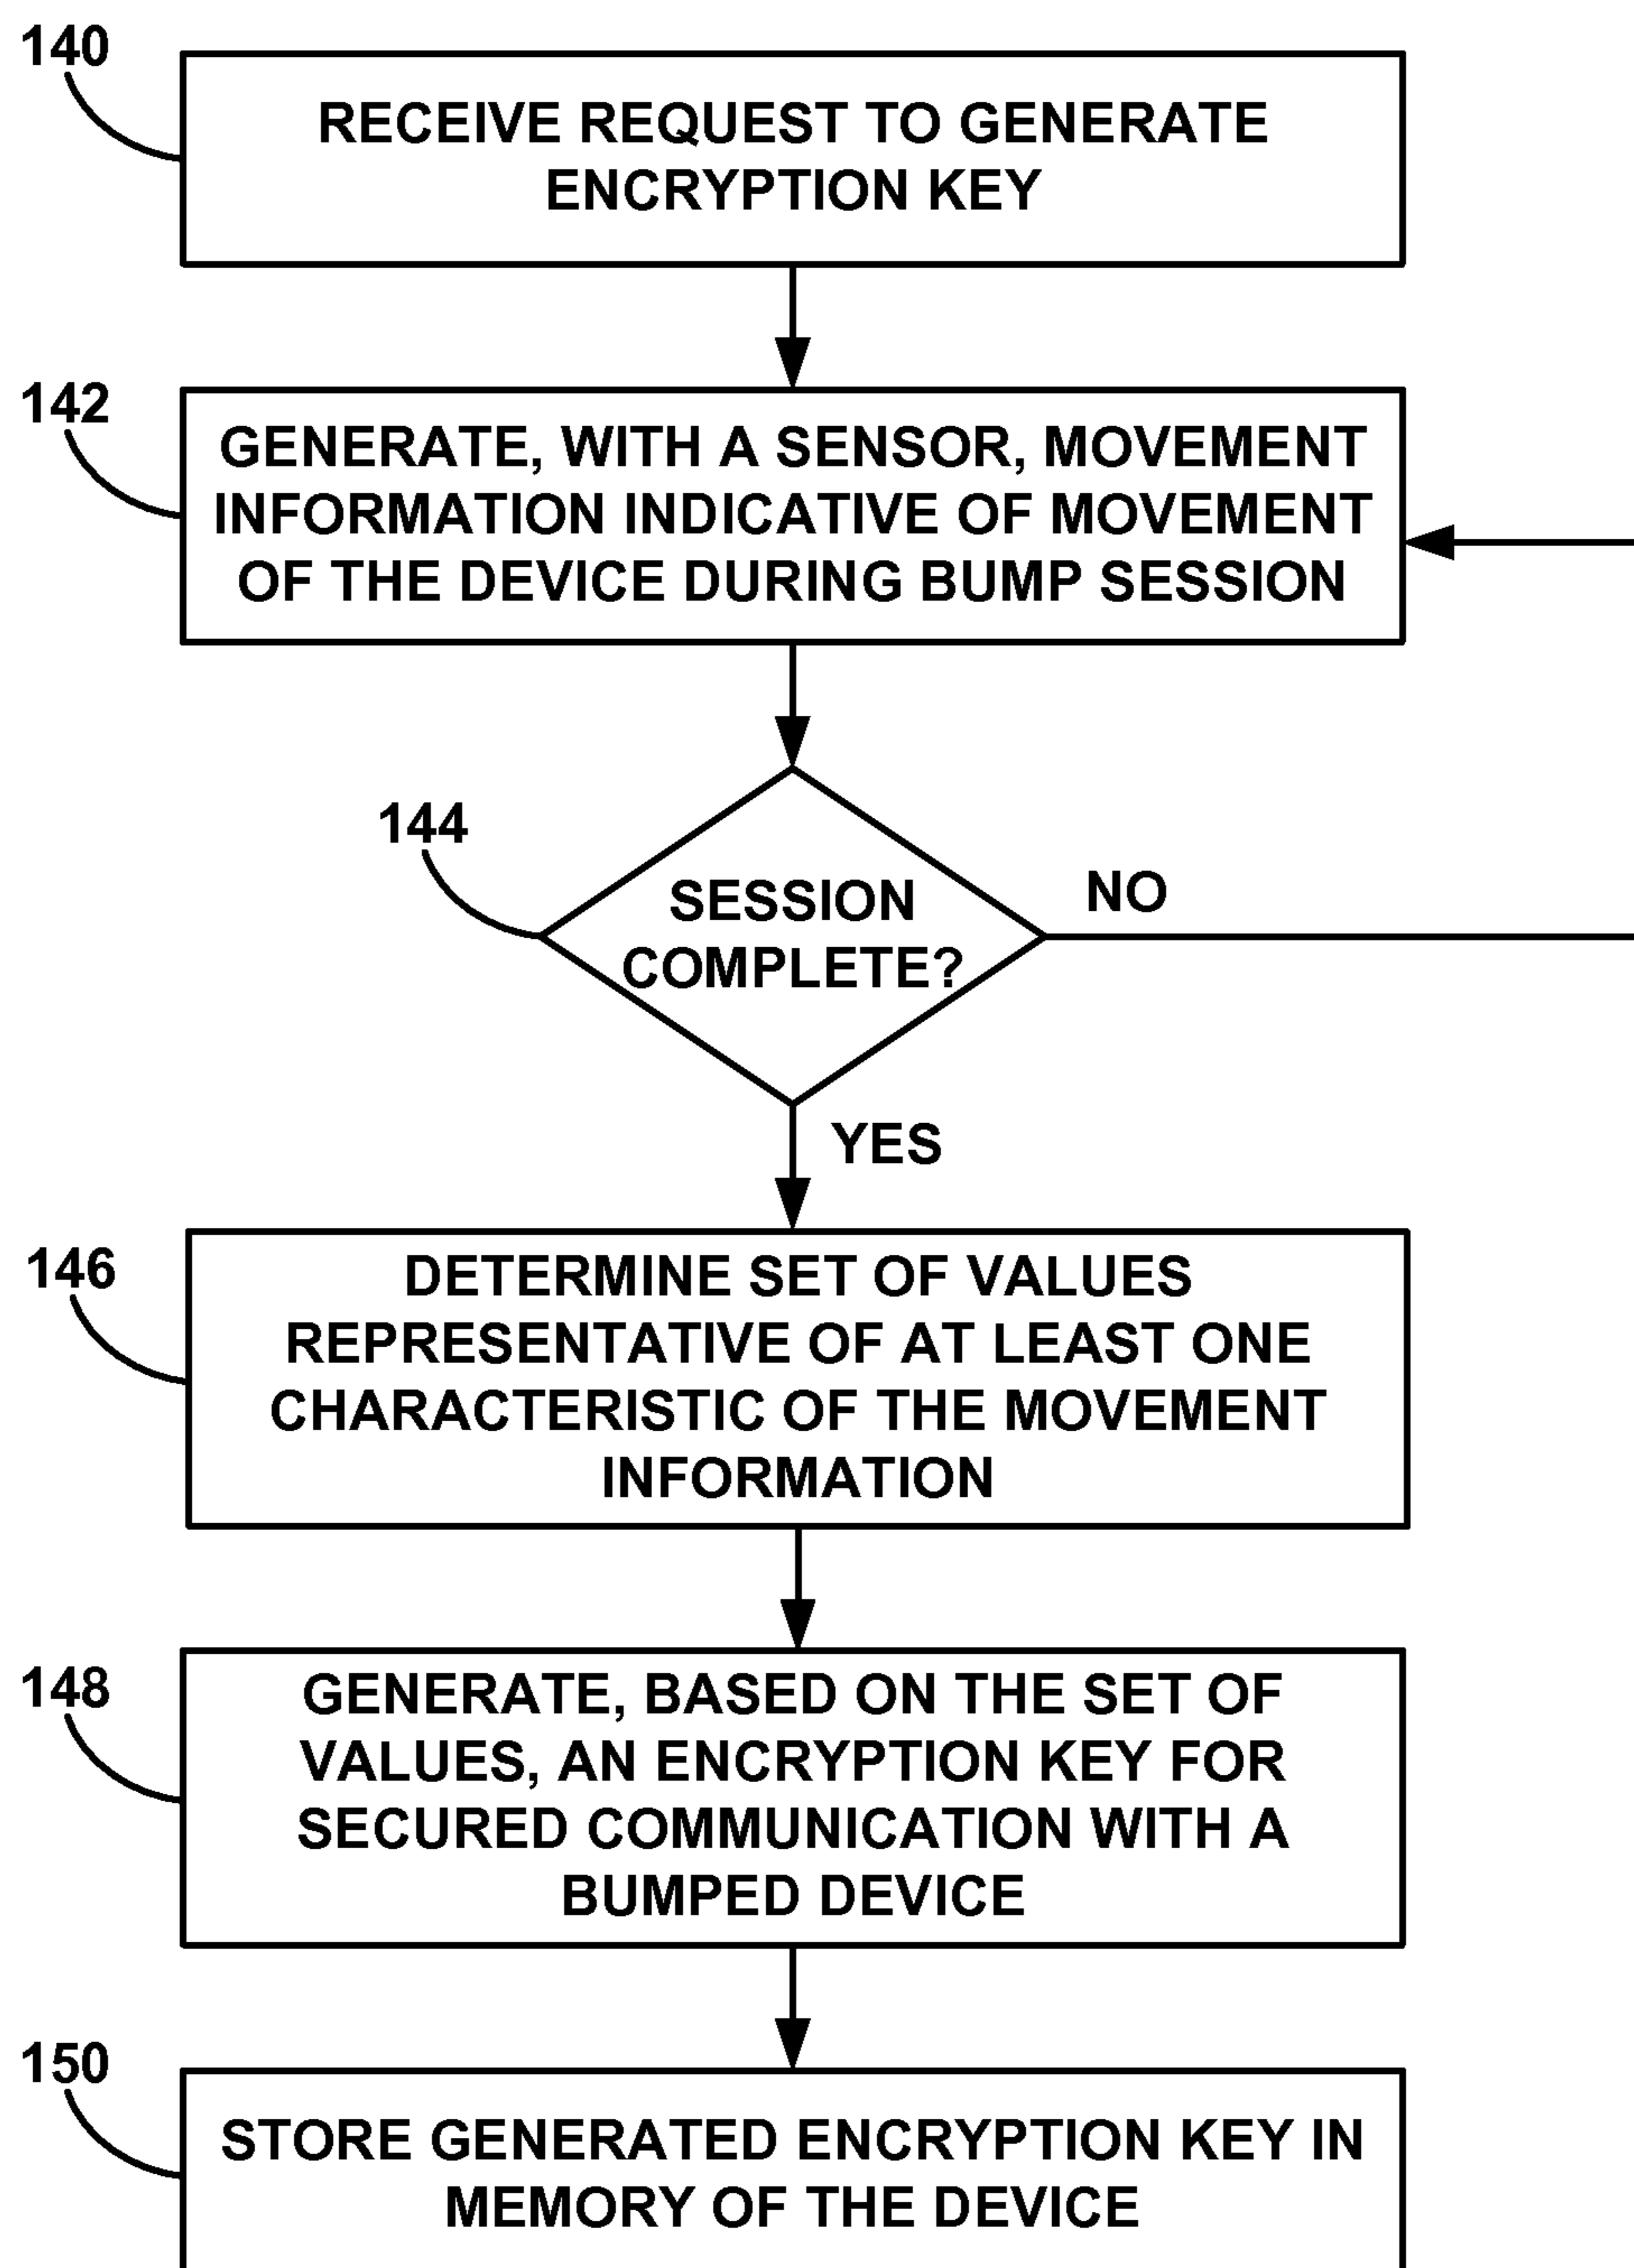 140
RECEIVE REQUEST TO GENERATE
ENCRYPTION KEY
142
GENERATE, WITH A SENSOR, MOVEMENT
INFORMATION INDICATIVE OF MOVEMENT
OF THE DEVICE DURING BUMP SESSION
144
SESSION
COMPLETE?
NO
YES
146
DETERMINE SET OF VALUES
REPRESENTATIVE OF AT LEAST ONE
CHARACTERISTIC OF THE MOVEMENT
INFORMATION
148
GENERATE, BASED ON THE SET OF
VALUES, AN ENCRYPTION KEY FOR
SECURED COMMUNICATION WITH A
BUMPED DEVICE
150
STORE GENERATED ENCRYPTION KEY IN
MEMORY OF THE DEVICE